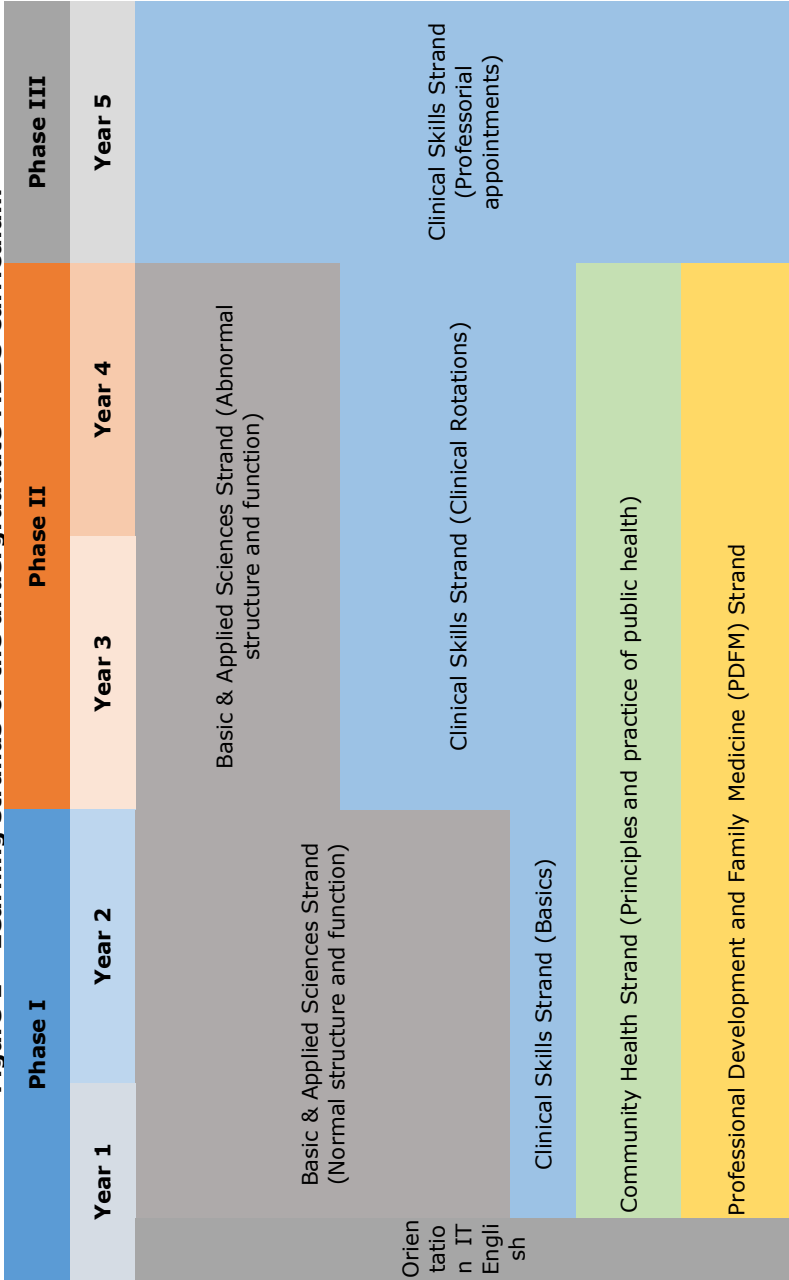 Phase I
Phase II
Phase III
Year 1
Year 2
Year 3
Year 4
Year 5
Orien
tatio
n IT
Engli
sh
Basic & Applied Sciences Strand
(Normal structure and function)
Basic & Applied Sciences Strand (Abnormal
structure and function)
Clinical Skills Strand
(Professorial
appointments)
Clinical Skills Strand (Clinical Rotations)
Clinical Skills Strand (Basics)
Community Health Strand (Principles and practice of public health)
Professional Development and Family Medicine (PDFM) Strand